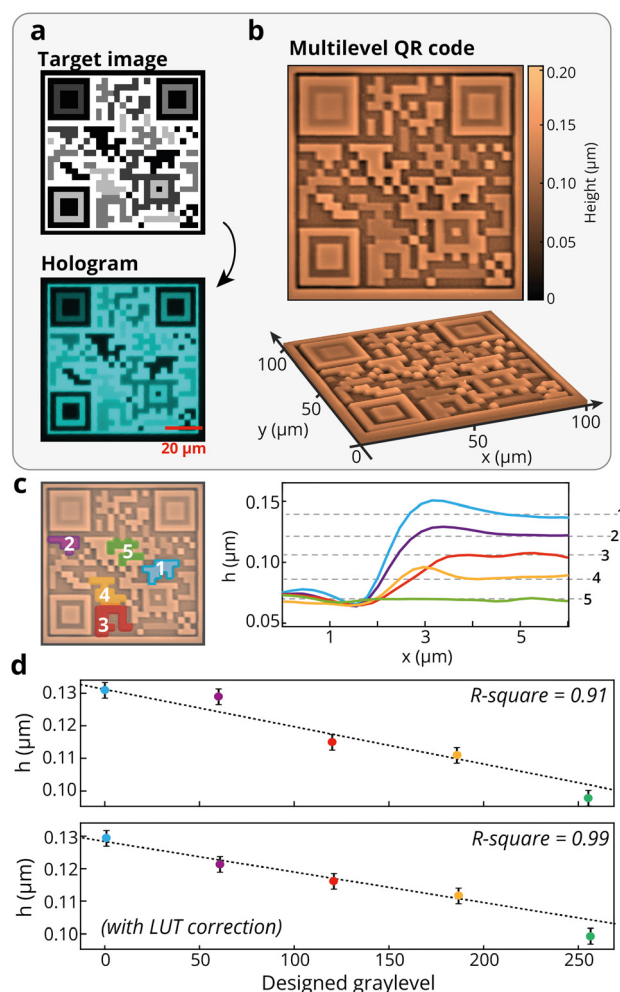 a
Target image
Hologram
20 µm
b
Multilevel QR code
0.20
0.15
0.10
0.05
0
Height (µm)
100
50
0
y (µm)
50
100
x (µm)
c
2
5
1
4
3
0.15
0.10
0.05
h (µm)
1
3
5
x (µm)
2
3
4
5
d
0.13
0.12
0.11
0.10
h (µm)
R-square = 0.91
0.13
0.12
0.11
0.10
h (µm)
R-square = 0.99
(with LUT correction)
0
50
100
150
200
250
Designed graylevel